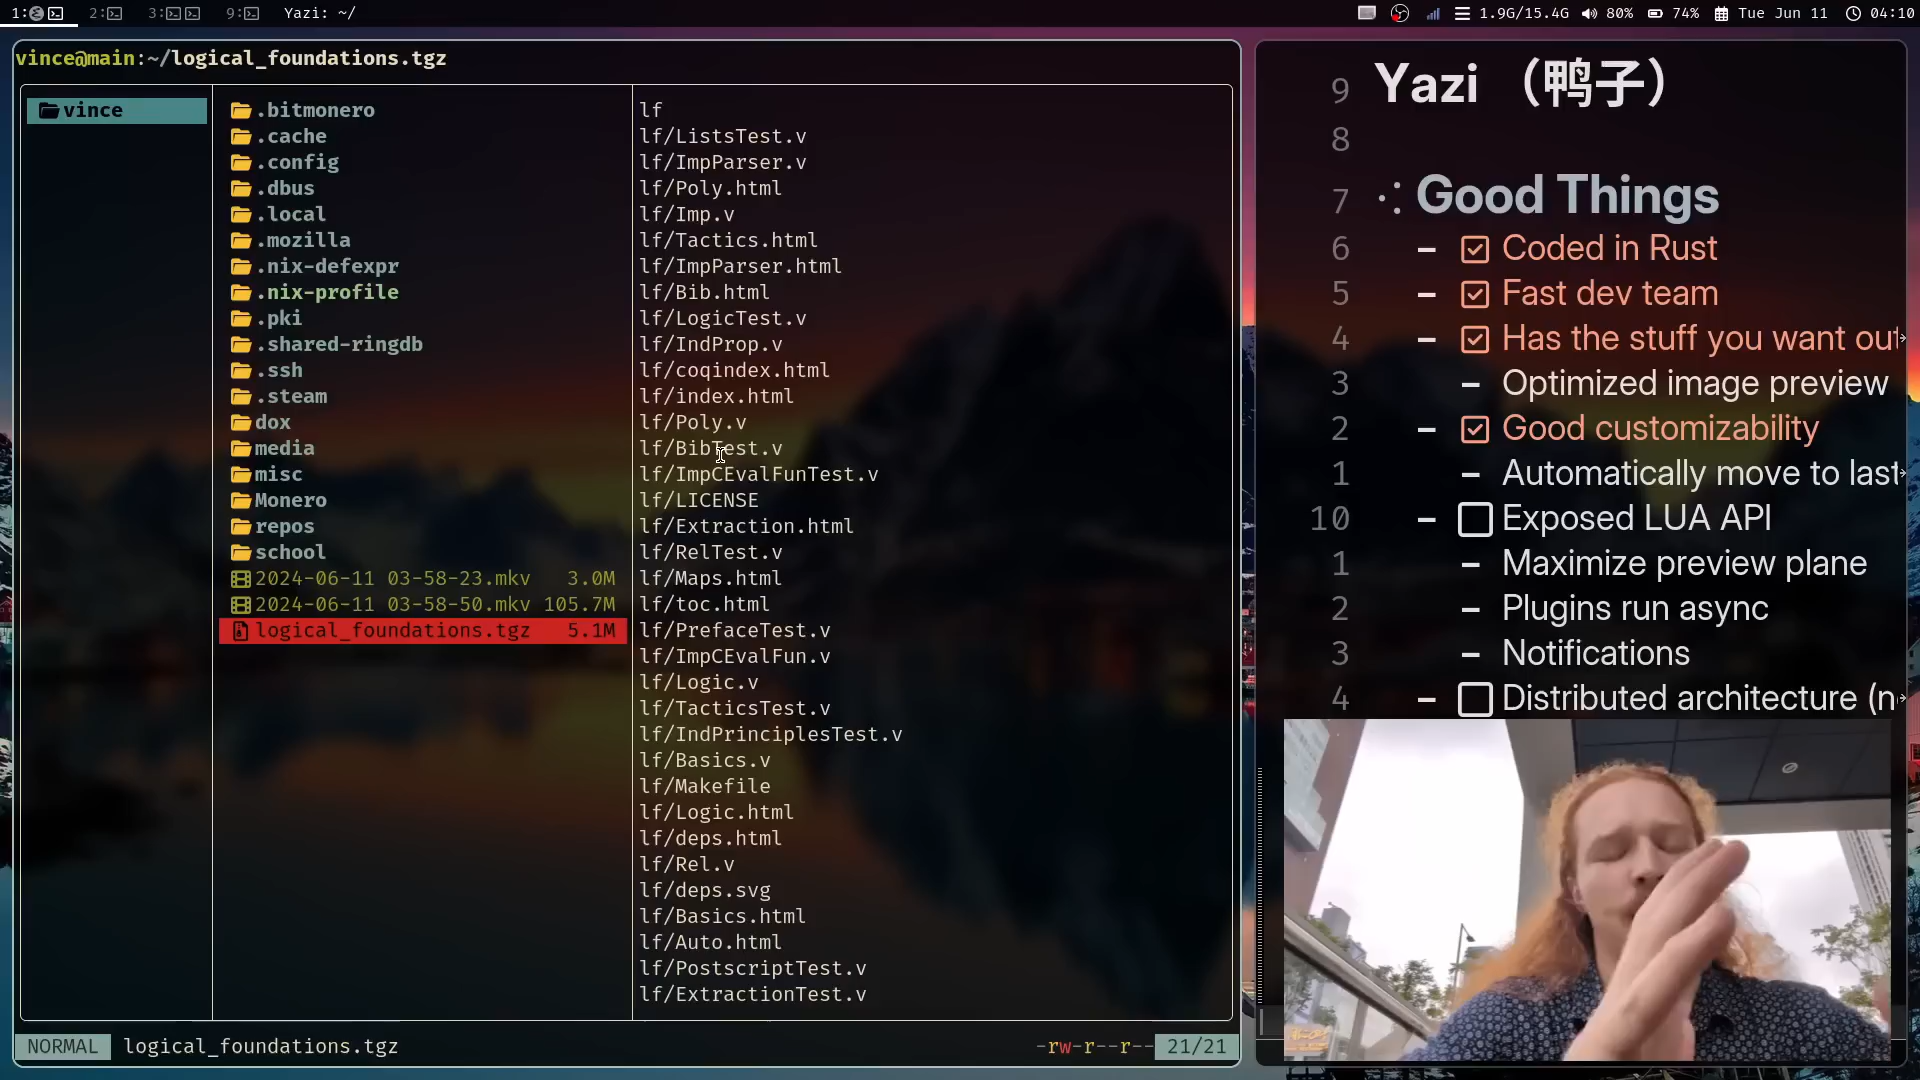 1: 2: 3: 9: Yazi: ~/
1.9G/15.4G 80% 74% Tue Jun 11 04:10
vince@main:~/logical_foundations.tgz
vince
.bitmonero
.cache
.config
.dbus
.local
.mozilla
.nix-defexpr
.nix-profile
.pki
.shared-ringdb
.ssh
.steam
dox
media
misc
Monero
repos
school
2024-06-11 03-58-23.mkv 3.0M
2024-06-11 03-58-50.mkv 105.7M
logical_foundations.tgz 5.1M
lf
lf/ListsTest.v
lf/ImpParser.v
lf/Poly.html
lf/Imp.v
lf/Tactics.html
lf/ImpParser.html
lf/Bib.html
lf/LogicTest.v
lf/IndProp.v
lf/coqindex.html
lf/index.html
lf/Poly.v
lf/BibTest.v
lf/ImpCEvalFunTest.v
lf/LICENSE
lf/Extraction.html
lf/RelTest.v
lf/Maps.html
lf/toc.html
lf/PrefaceTest.v
lf/ImpCEvalFun.v
lf/Logic.v
lf/TacticsTest.v
lf/IndPrinciplesTest.v
lf/Basics.v
lf/Makefile
lf/Logic.html
lf/deps.html
lf/Rel.v
lf/deps.svg
lf/Basics.html
lf/Auto.html
lf/PostscriptTest.v
lf/ExtractionTest.v
NORMAL logical_foundations.tgz -rw-r--r-- 21/21
9 Yazi （鸭子）
8
7 Good Things
6 – Coded in Rust
5 – Fast dev team
4 – Has the stuff you want out
3 – Optimized image preview
2 – Good customizability
1 – Automatically move to last
10 – Exposed LUA API
1 – Maximize preview plane
2 – Plugins run async
3 – Notifications
4 – Distributed architecture (n